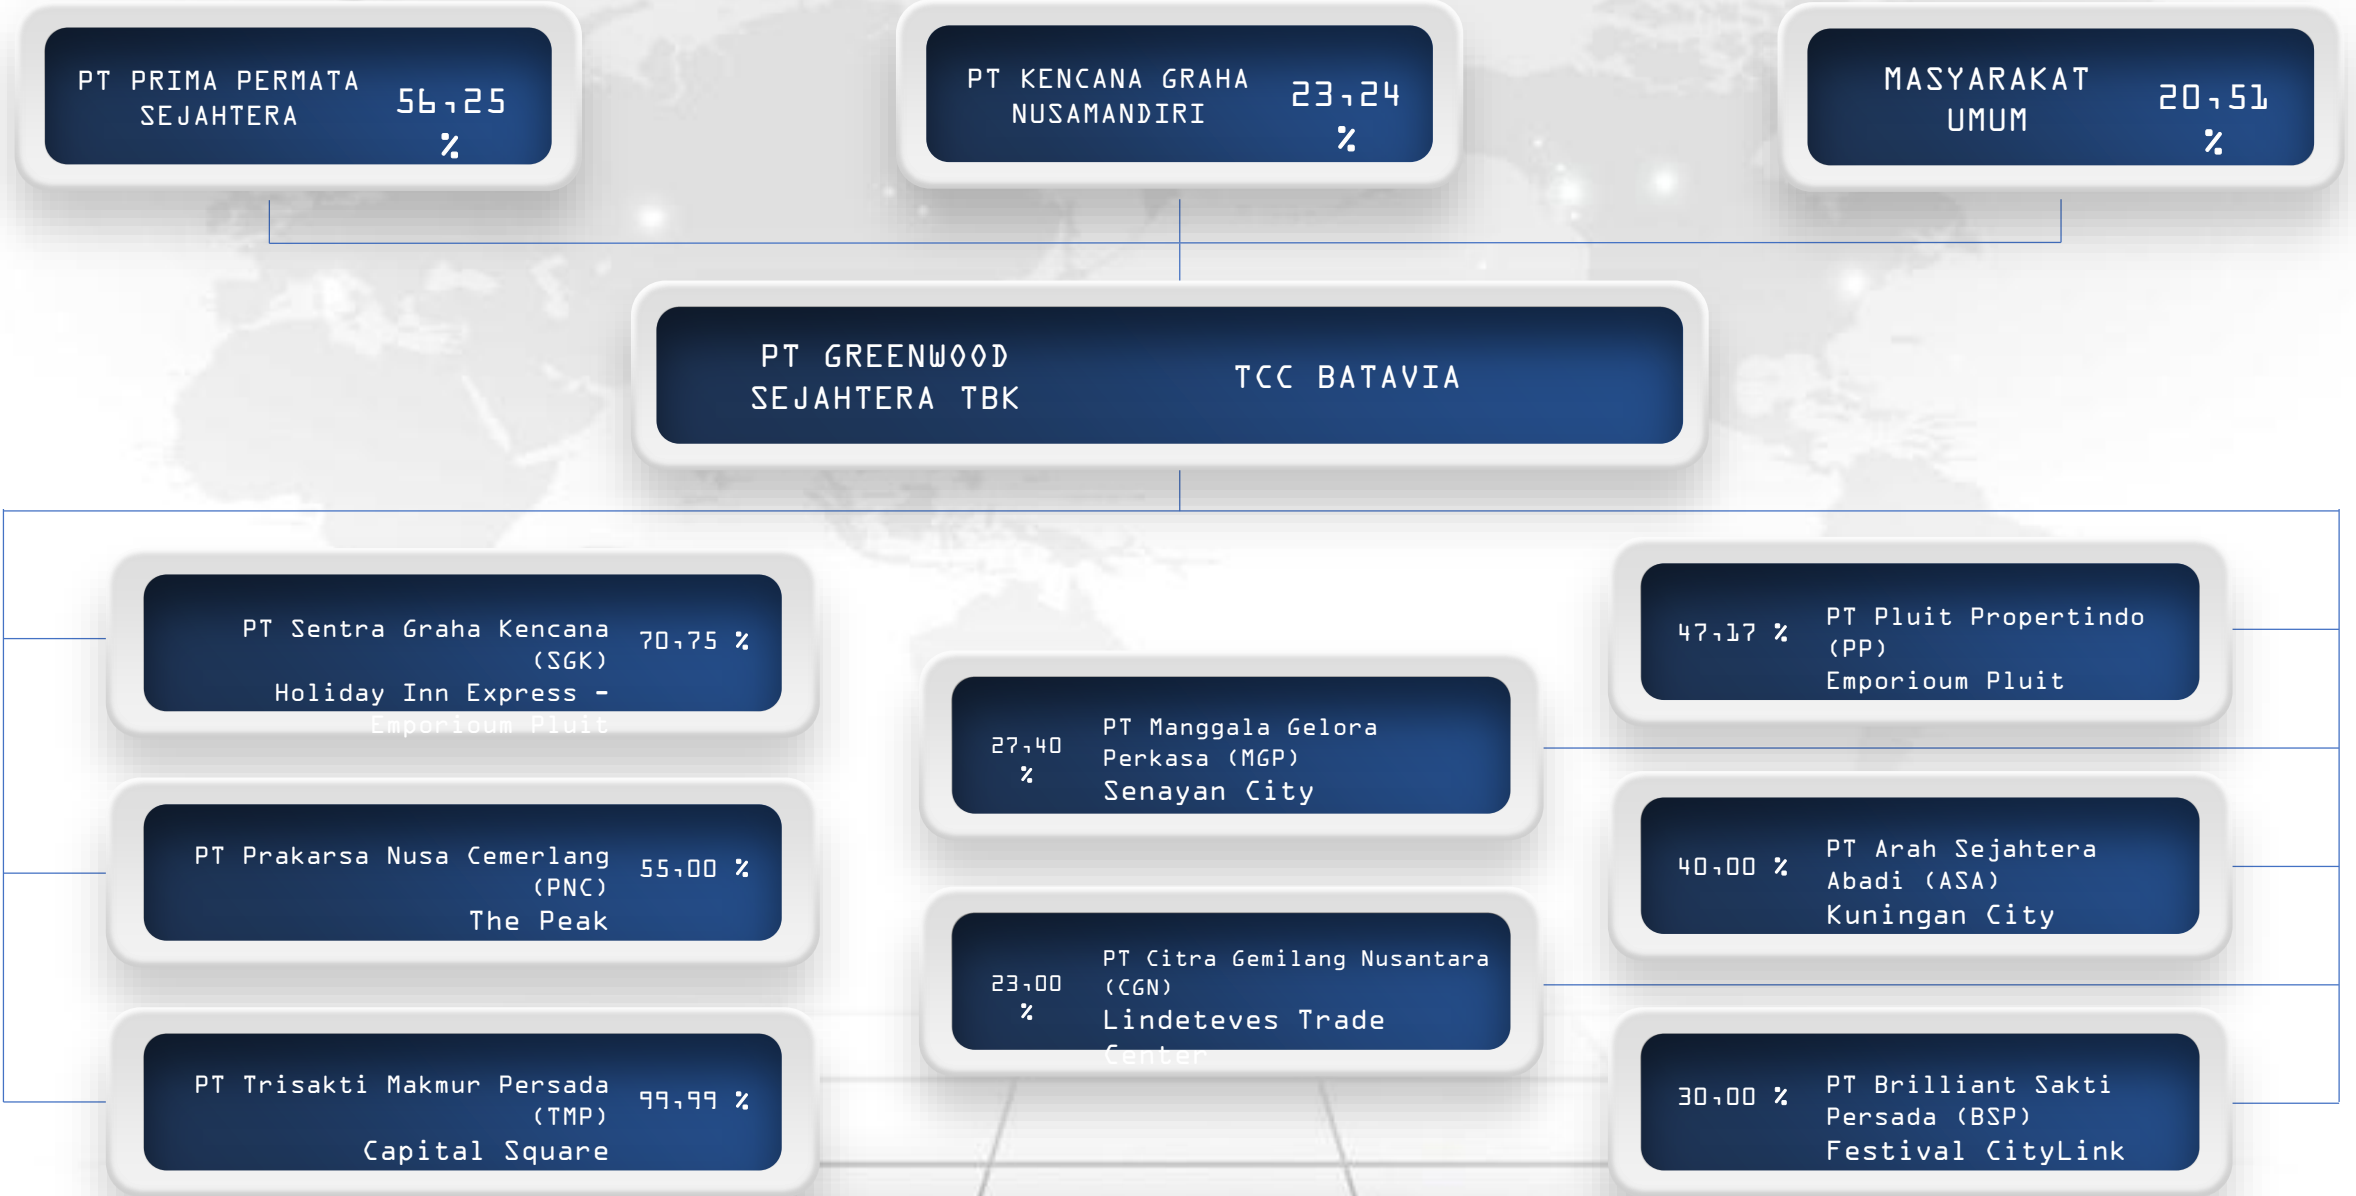 PT PRIMA PERMATA
SEJAHTERA
56,25
%
PT KENCANA GRAHA
NUSAMANDIRI
23,24
%
MASYARAKAT
UMUM
20,51
%
PT GREENWOOD
SEJAHTERA TBK
TCC BATAVIA
PT Sentra Graha Kencana
(SGK)
Holiday Inn Express -
Emporioum Pluit
70,75 %
PT Prakarsa Nusa Cemerlang
(PNC)
The Peak
55,00 %
PT Trisakti Makmur Persada
(TMP)
Capital Square
99,99 %
27,40
%
PT Manggala Gelora
Perkasa (MGP)
Senayan City
23,00
%
PT Citra Gemilang Nusantara
(CGN)
Lindeteves Trade
Center
47,17 %
PT Pluit Propertindo
(PP)
Emporioum Pluit
40,00 %
PT Arah Sejahtera
Abadi (ASA)
Kuningan City
30,00 %
PT Brilliant Sakti
Persada (BSP)
Festival CityLink